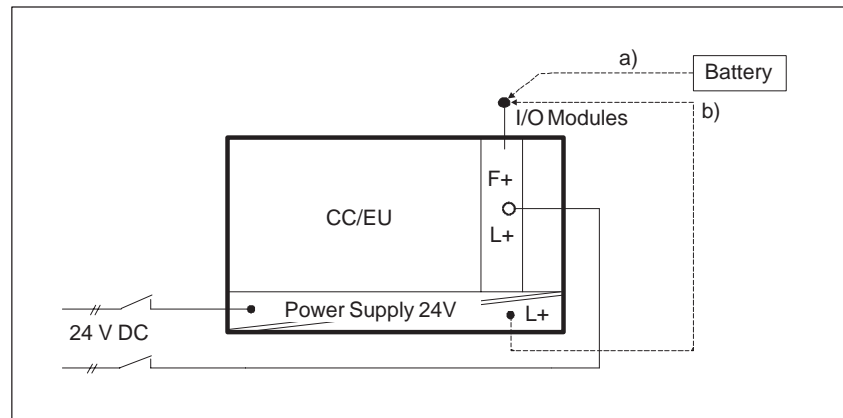 a)
Battery
b)
I/O Modules
F+
CC/EU
L+
Power Supply 24V
L+
24 V DC